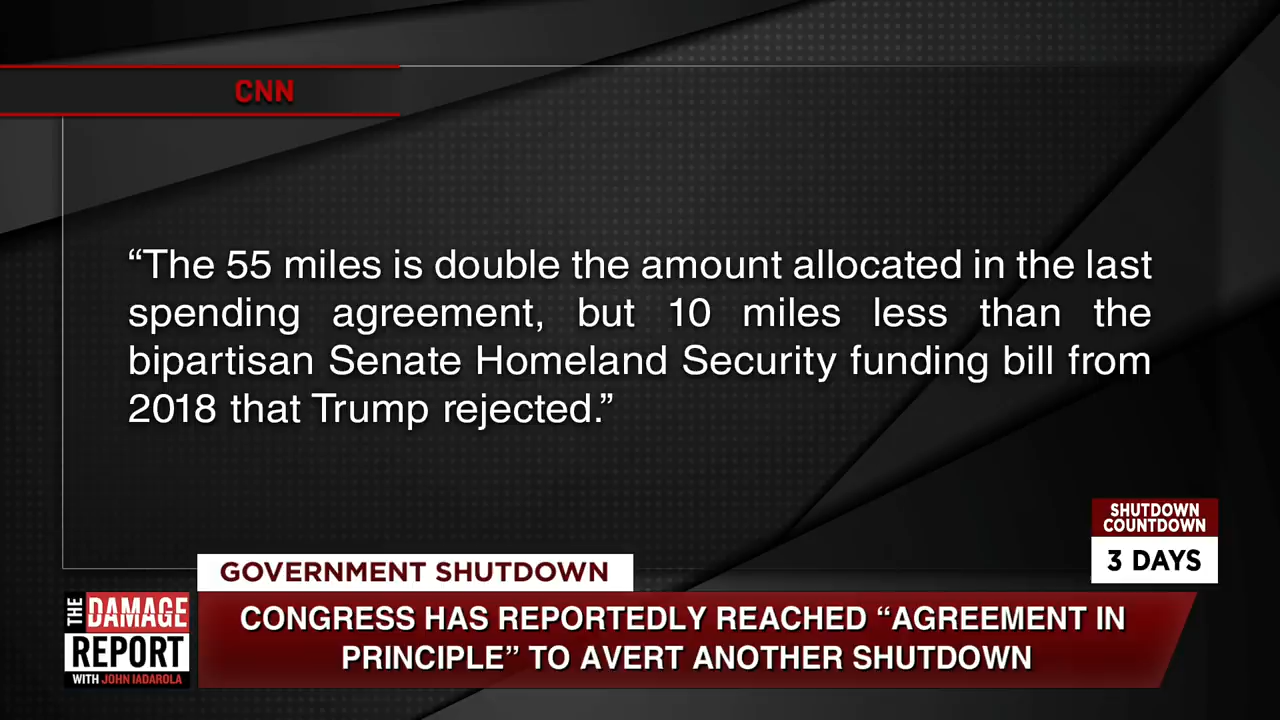 CNN
“The 55 miles is double the amount allocated in the last
spending agreement, but 10 miles less than the
bipartisan Senate Homeland Security funding bill from
2018 that Trump rejected.”
SHUTDOWN
COUNTDOWN
3 DAYS
GOVERNMENT SHUTDOWN
THE DAMAGE
REPORT
WITH JOHN IADAROLA
CONGRESS HAS REPORTEDLY REACHED “AGREEMENT IN
PRINCIPLE” TO AVERT ANOTHER SHUTDOWN